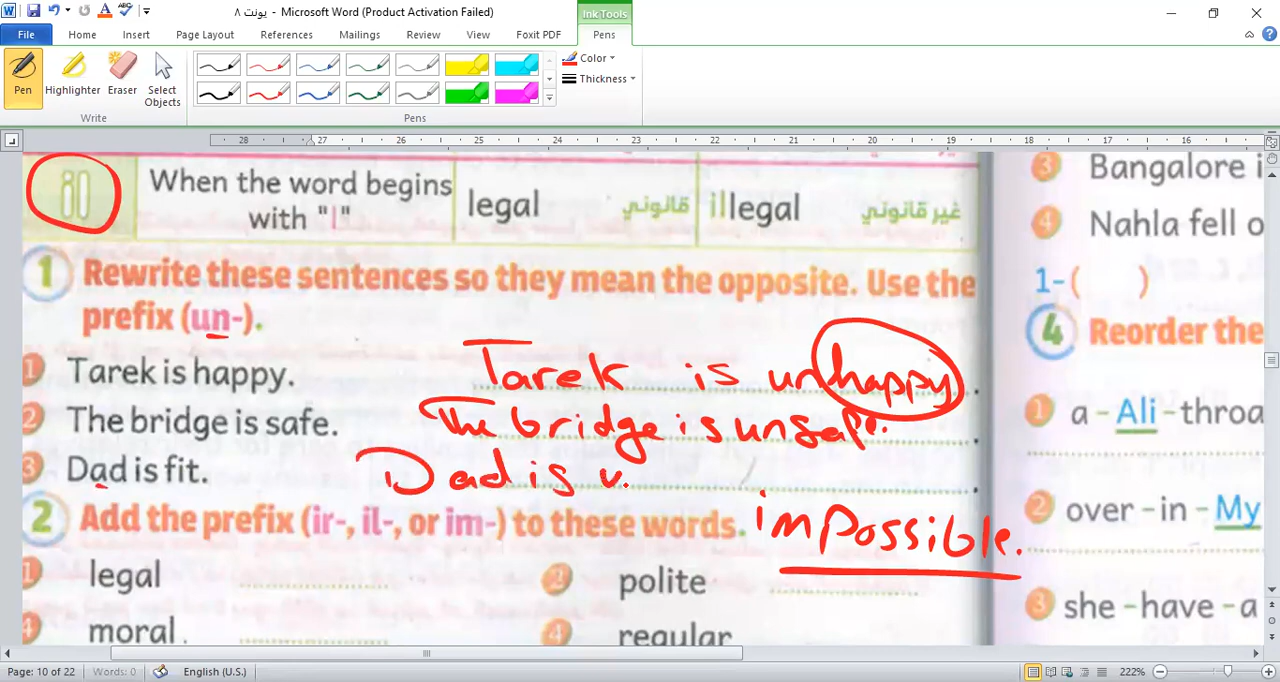 يونت ٨ - Microsoft Word (Product Activation Failed)
Ink Tools
File Home Insert Page Layout References Mailings Review View Foxit PDF Pens
Pen Highlighter Eraser Select Objects
Color
Thickness
Write Pens
28 27 26 25 24 23 22 21 20 19 18 17 16
il When the word begins with "l" legal قانوني illegal غير قانوني
1 Rewrite these sentences so they mean the opposite. Use the
prefix (un-).
1 Tarek is happy. Tarek is unhappy.
2 The bridge is safe. The bridge is unsafe.
3 Dad is fit. Dad is
2 Add the prefix (ir-, il-, or im-) to these words. impossible.
1 legal 2 polite
4 moral 4 regular
3 Bangalore i
4 Nahla fell o
1-( )
4 Reorder the
1 a - Ali - throa
2 over - in - My
3 she - have - a
Page: 10 of 22 Words: 0 English (U.S.) 222%